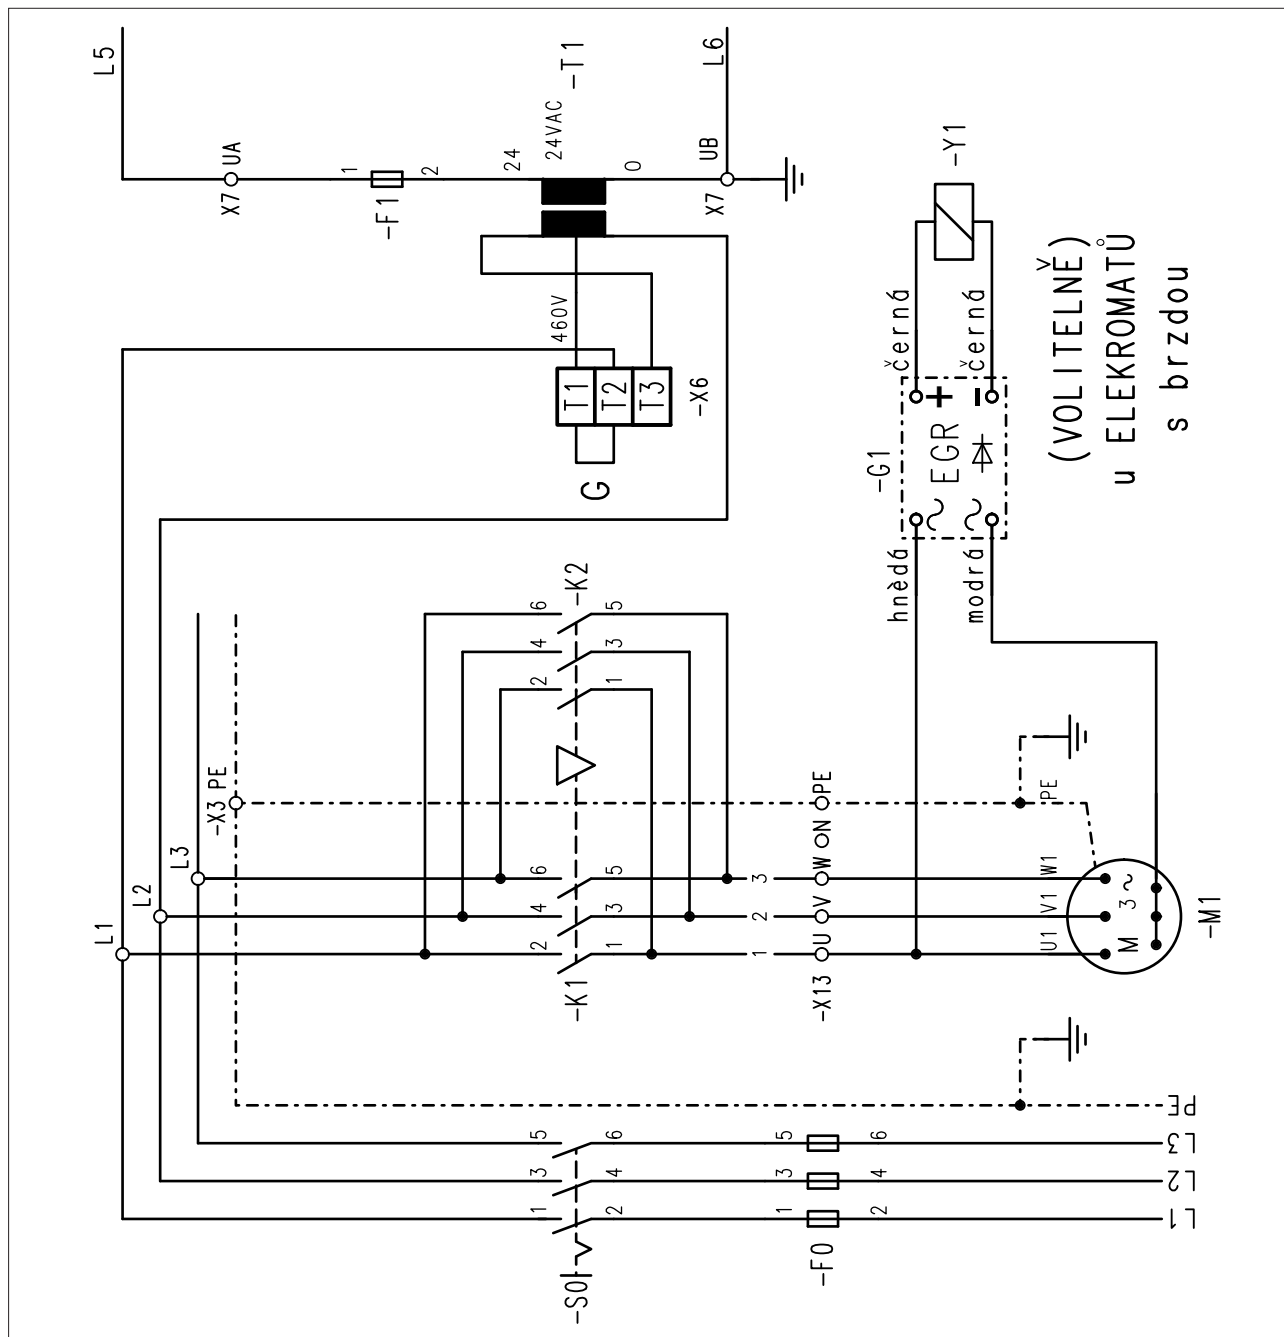 L1
L5
L2
L3
-X3 PE
X7 UA
1
-F1
2
24
24VAC
-T1
0
X7 UB
L6
460V
T1
T2
T3
-X6
G
-S0
1
3
5
2
4
6
-K1
2
4
6
1
3
5
-K2
2
4
6
1
3
5
-F0
1
3
5
2
4
6
1
2
3
-X13 U V W N PE
hnèdá
modrá
-G1
EGR
+
-
černá
černá
-Y1
(VOLITELNĚ)
u ELEKROMATŮ
s brzdou
U1
V1
W1
PE
M
3~
-M1
L1
L2
L3
PE